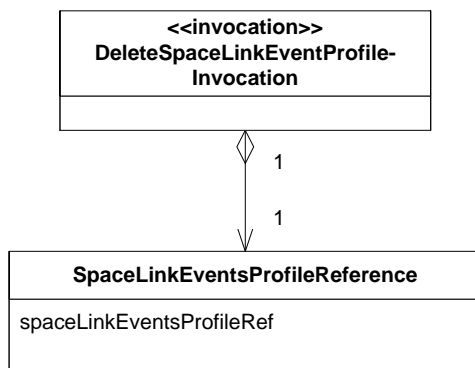 <<invocation>>
DeleteSpaceLinkEventProfile-
Invocation
1
1
SpaceLinkEventsProfileReference
spaceLinkEventsProfileRef